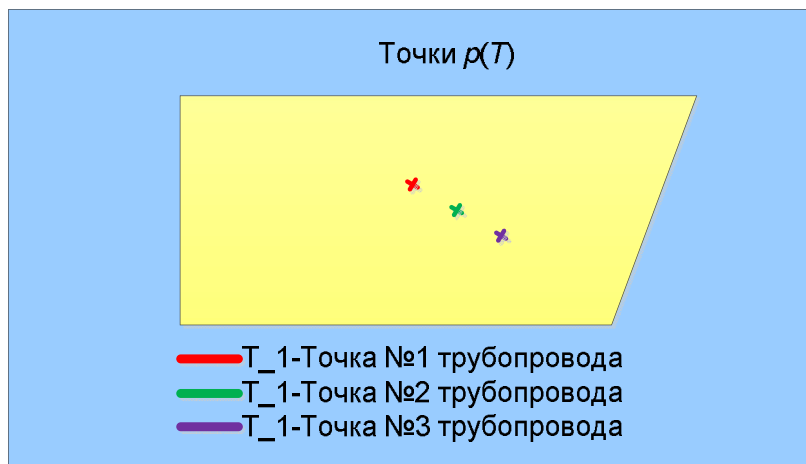 Точки p(T)
T_1-Точка №1 трубопровода
T_1-Точка №2 трубопровода
T_1-Точка №3 трубопровода